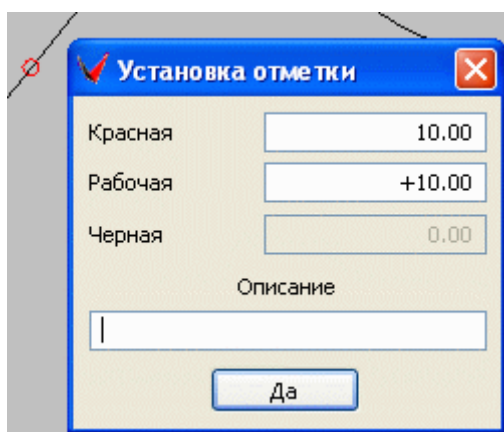 Установка отметки
Красная 10.00
Рабочая +10.00
Черная 0.00
Описание
Да